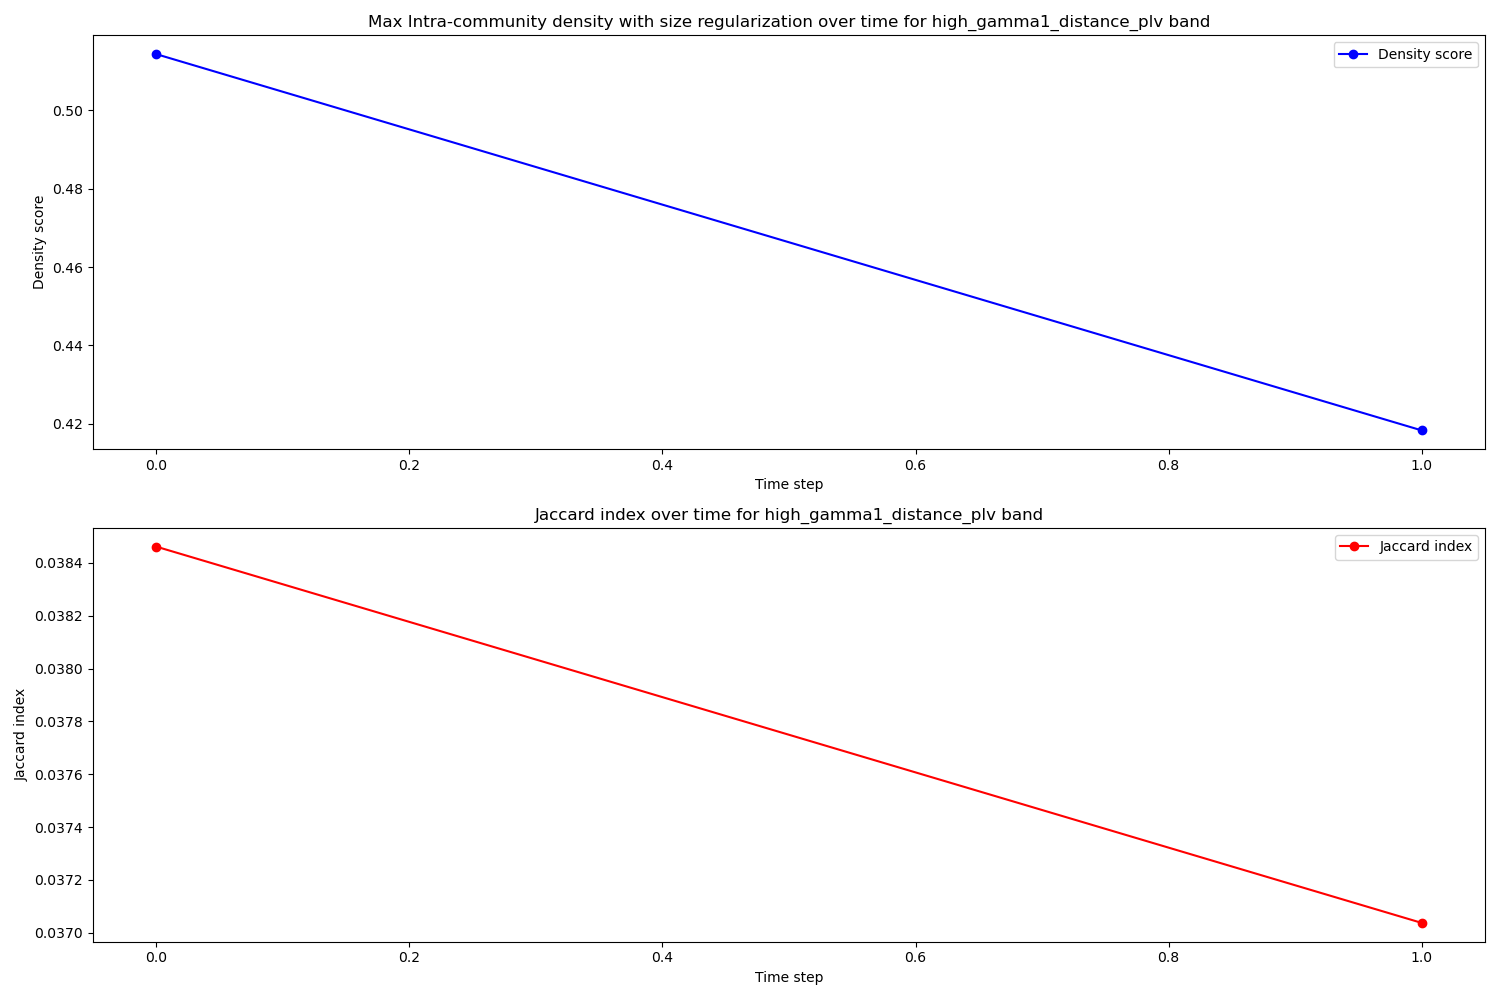 Max Intra-community density with size regularization over time for high_gamma1_distance_plv band
Density score
0.50
0.48
0.46
0.44
0.42
Density score
0.0 0.2 0.4 0.6 0.8 1.0
Time step
Jaccard index over time for high_gamma1_distance_plv band
Jaccard index
0.0384
0.0382
0.0380
0.0378
0.0376
0.0374
0.0372
0.0370
Jaccard index
0.0 0.2 0.4 0.6 0.8 1.0
Time step